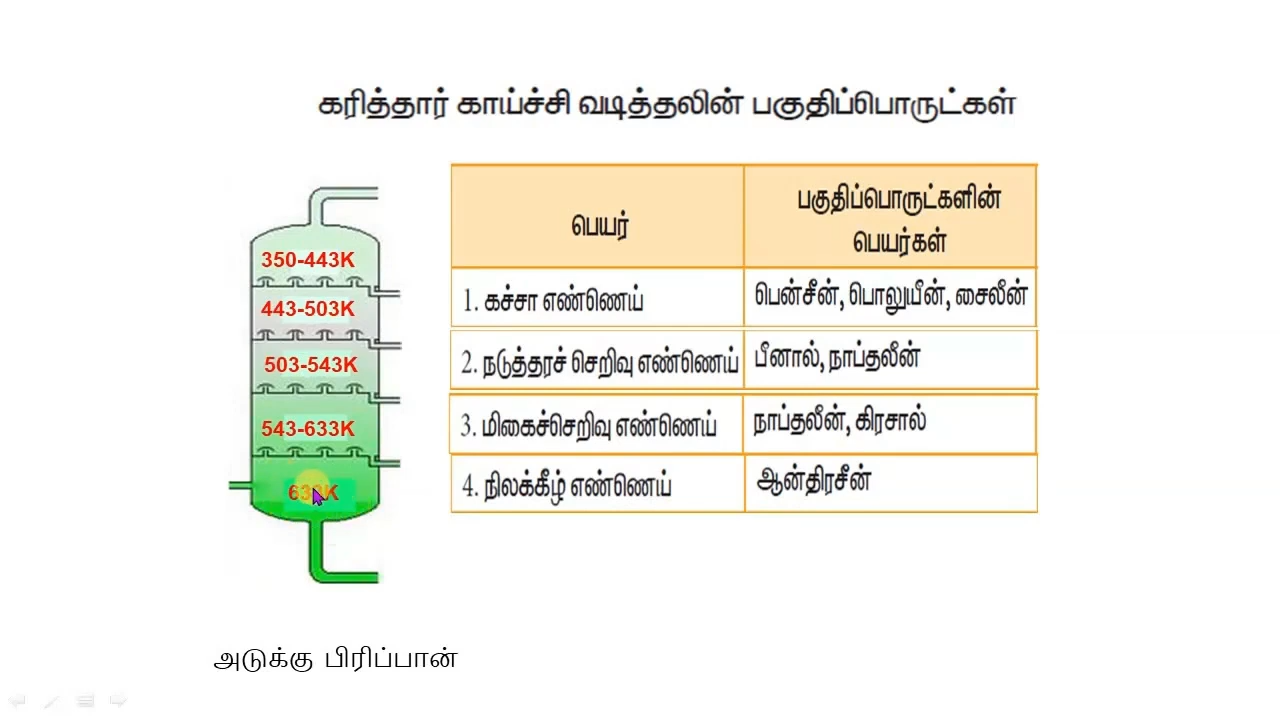 கரித்தார் காய்ச்சி வடித்தலின் பகுதிப்பொருட்கள்
350-443K
443-503K
503-543K
543-633K
பெயர்
பகுதிப்பொருட்களின்
பெயர்கள்
1. கச்சா எண்ணெய்
பென்சீன், பொலுயீன், சைலீன்
2. நடுத்தரச் செறிவு எண்ணெய்
பீனால், நாப்தலீன்
3. மிகைச்செறிவு எண்ணெய்
நாப்தலீன், கிரசால்
4. நிலக்கீழ் எண்ணெய்
ஆன்திரசீன்
அடுக்கு பிரிப்பான்